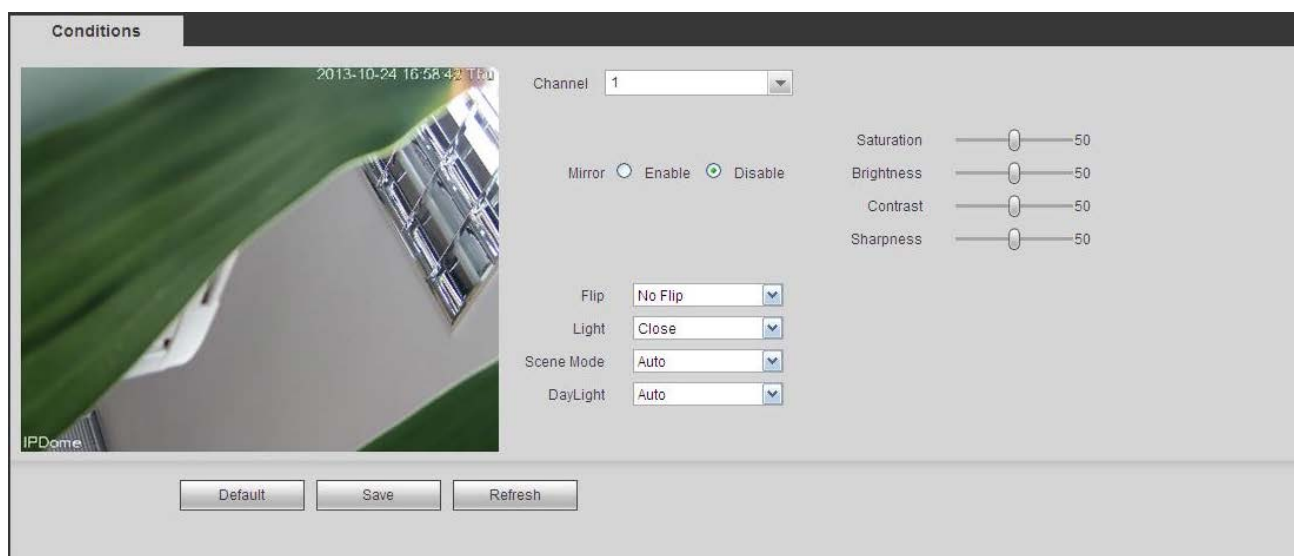 Conditions
2013-10-24 16:58:42 Thu
IPDome
Channel 1
Mirror Enable Disable
Saturation 50
Brightness 50
Contrast 50
Sharpness 50
Flip No Flip
Light Close
Scene Mode Auto
DayLight Auto
Default Save Refresh